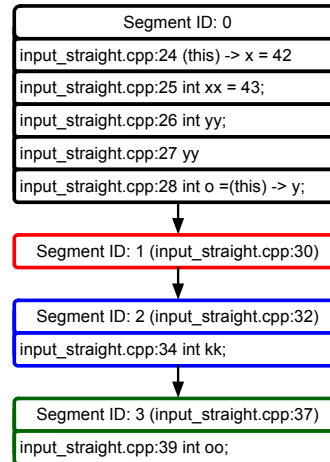 Segment ID: 0
input_straight.cpp:24 (this) -> x = 42
input_straight.cpp:25 int xx = 43;
input_straight.cpp:26 int yy;
input_straight.cpp:27 yy
input_straight.cpp:28 int o =(this) -> y;
Segment ID: 1 (input_straight.cpp:30)
Segment ID: 2 (input_straight.cpp:32)
input_straight.cpp:34 int kk;
Segment ID: 3 (input_straight.cpp:37)
input_straight.cpp:39 int oo;